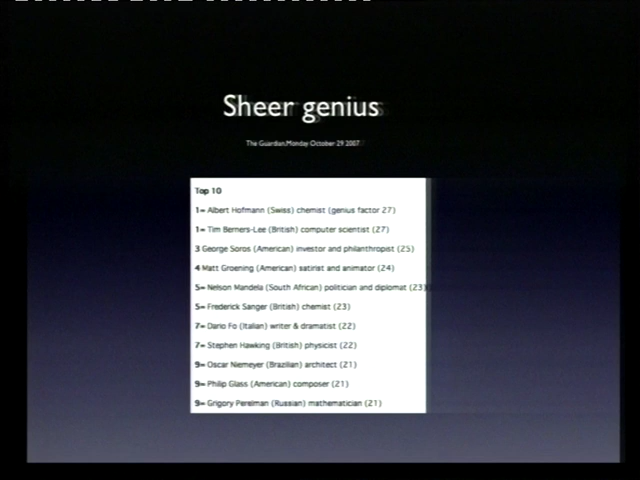 Sheer genius
The Guardian,Monday October 29 2007
Top 10
1= Albert Hofmann (Swiss) chemist (genius factor 27)
1= Tim Berners-Lee (British) computer scientist (27)
3 George Soros (American) investor and philanthropist (25)
4 Matt Groening (American) satirist and animator (24)
5= Nelson Mandela (South African) politician and diplomat (23)
5= Frederick Sanger (British) chemist (23)
7= Dario Fo (Italian) writer & dramatist (22)
7= Stephen Hawking (British) physicist (22)
9= Oscar Niemeyer (Brazilian) architect (21)
9= Philip Glass (American) composer (21)
9= Grigory Perelman (Russian) mathematician (21)